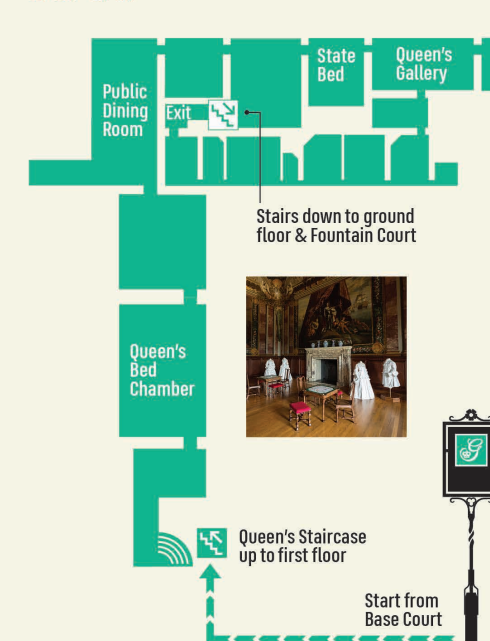 State
Bed
Queen's
Gallery
Public
Dining
Room
Exit
Stairs down to ground
floor & Fountain Court
Queen's
Bed
Chamber
G
Queen's Staircase
up to first floor
Start from
Base Court